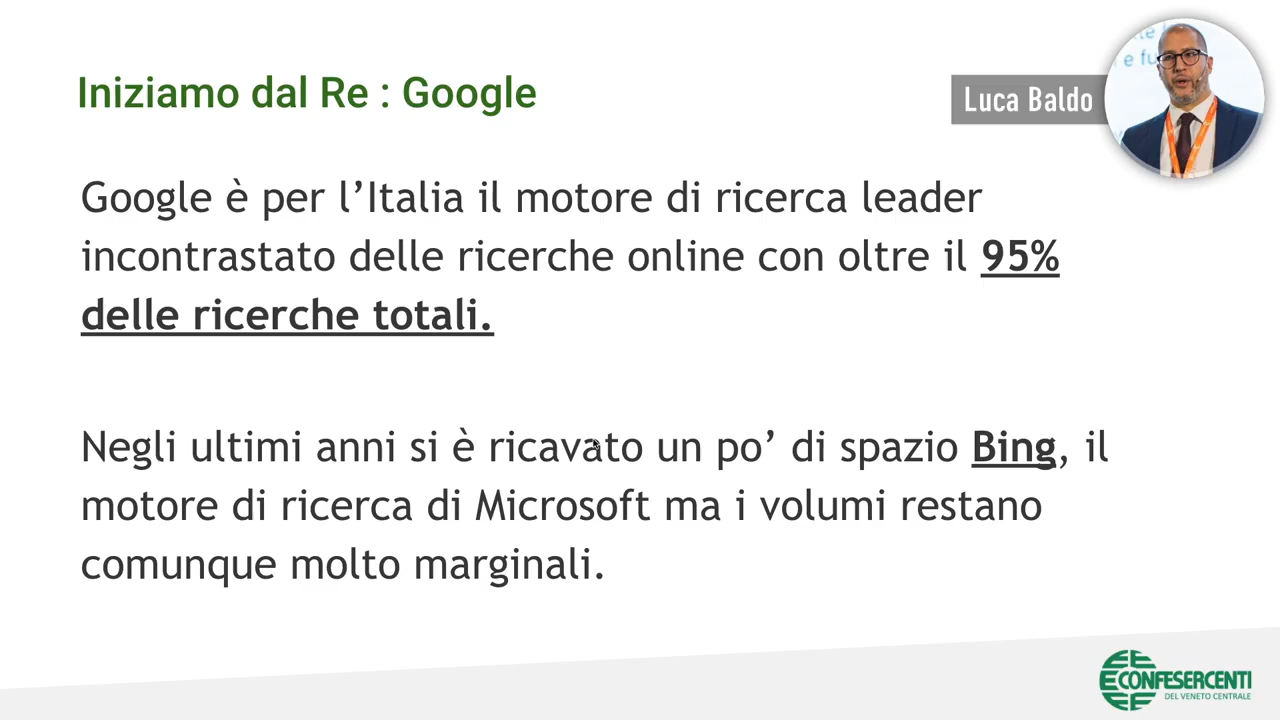 Iniziamo dal Re : Google
Luca Baldo
Google è per l’Italia il motore di ricerca leader
incontrastato delle ricerche online con oltre il 95%
delle ricerche totali.
Negli ultimi anni si è ricavato un po’ di spazio Bing, il
motore di ricerca di Microsoft ma i volumi restano
comunque molto marginali.
CONFESERCENTI
DEL VENETO CENTRALE